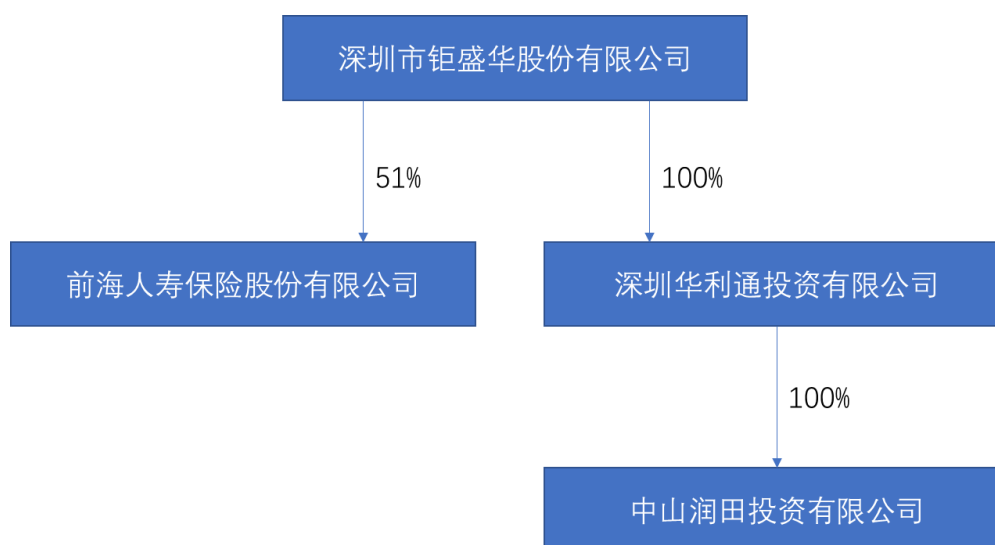 深圳市钜盛华股份有限公司
51%
100%
前海人寿保险股份有限公司
深圳华利通投资有限公司
100%
中山润田投资有限公司